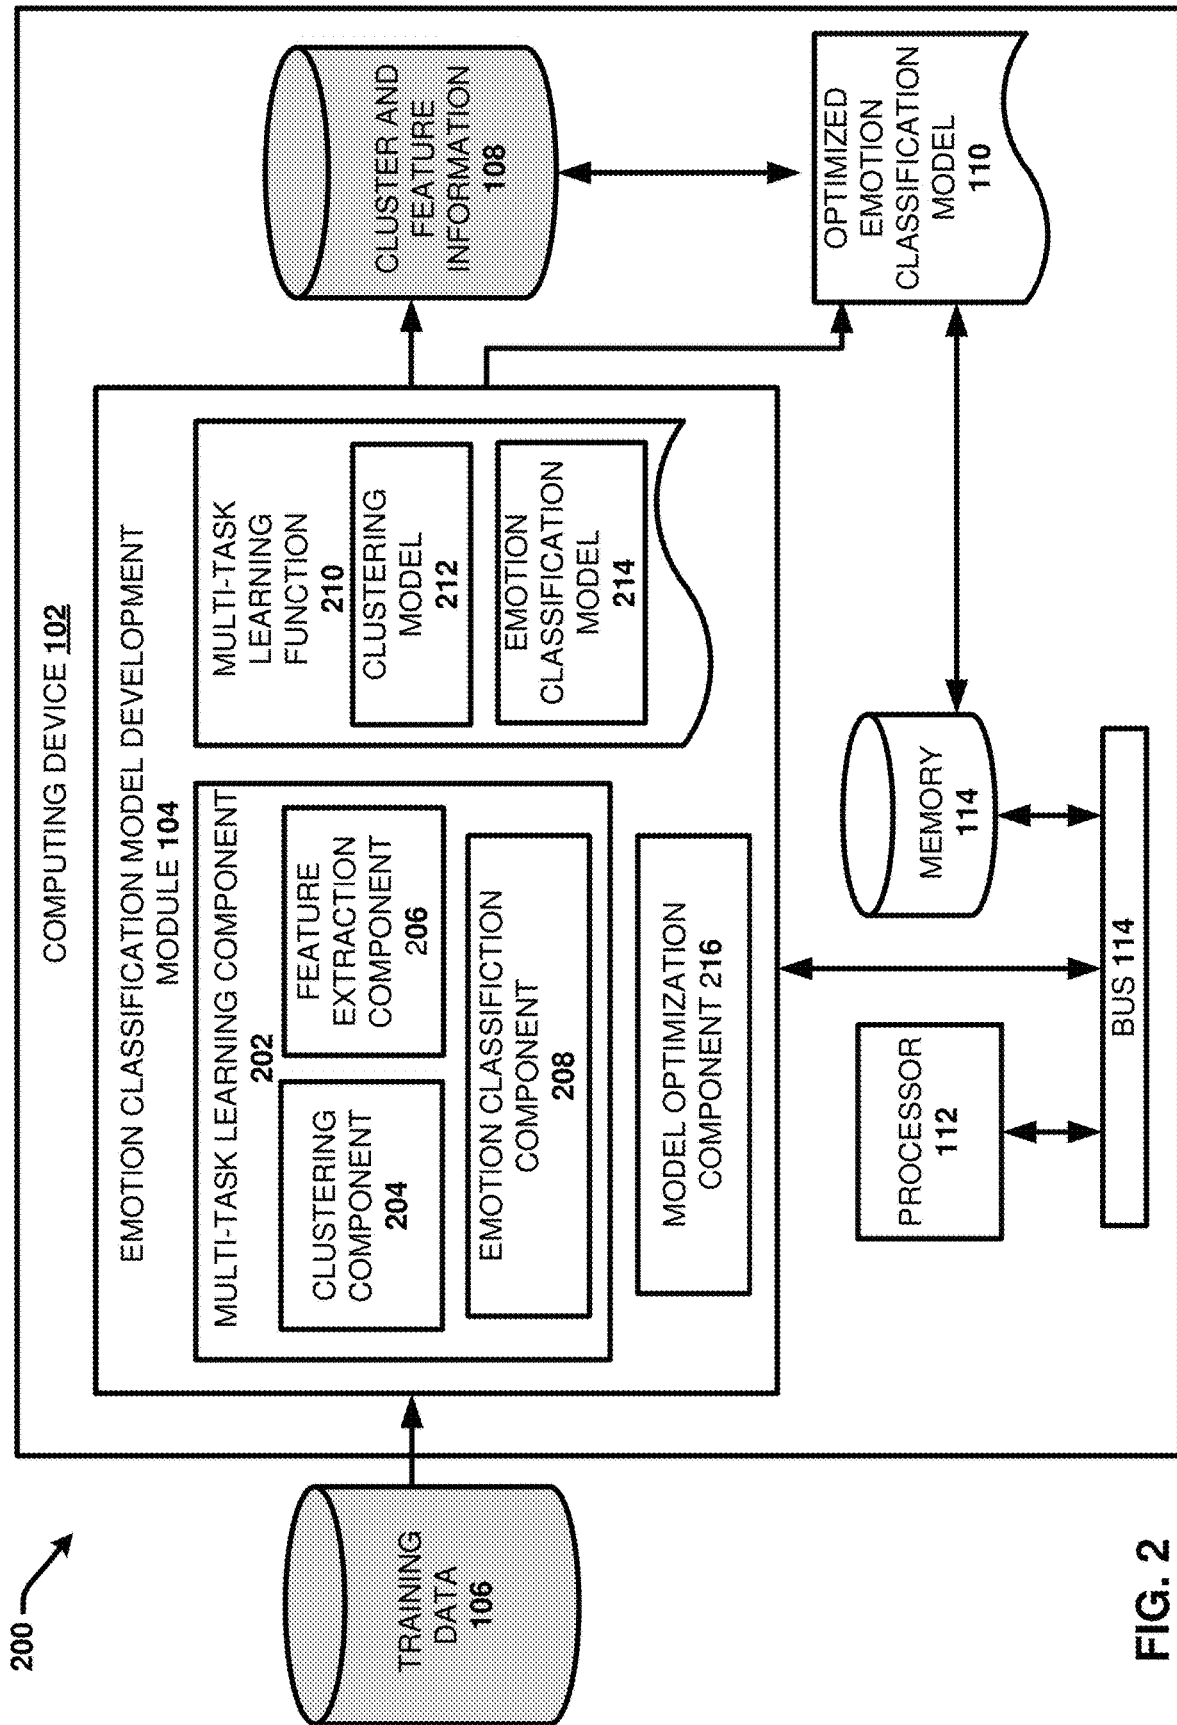 200
COMPUTING DEVICE 102
EMOTION CLASSIFICATION MODEL DEVELOPMENT
MODULE 104
MULTI-TASK LEARNING COMPONENT
202
CLUSTERING
COMPONENT
204
FEATURE
EXTRACTION
COMPONENT
206
EMOTION CLASSIFICTION
COMPONENT
208
MODEL OPTIMIZATION
COMPONENT 216
MULTI-TASK
LEARNING
FUNCTION
210
CLUSTERING
MODEL
212
EMOTION
CLASSIFICATION
MODEL
214
TRAINING
DATA
106
CLUSTER AND
FEATURE
INFORMATION
108
OPTIMIZED
EMOTION
CLASSIFICATION
MODEL
110
PROCESSOR
112
MEMORY
114
BUS 114
FIG. 2